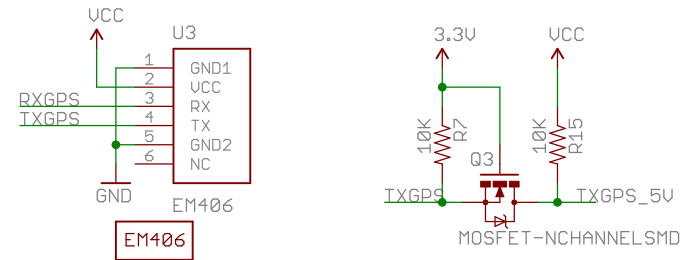 VCC
U3
1 GND1
2 VCC
RXGPS 3 RX
TXGPS 4 TX
5 GND2
6 NC
GND
EM406
EM406
3.3V
VCC
10K
R7
10K
R15
Q3
TXGPS
TXGPS_5V
MOSFET-NCHANNELSMD